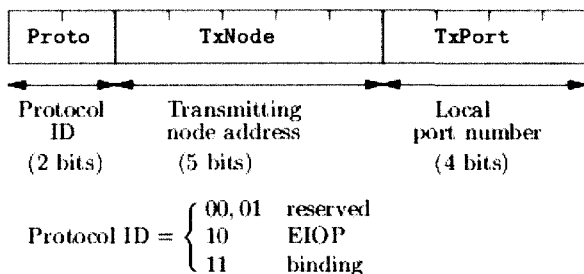 Proto TxNode TxPort
Protocol Transmitting Local
ID node address port number
(2 bits) (5 bits) (4 bits)
00, 01 reserved
Protocol ID = { 10 EIOP
11 binding